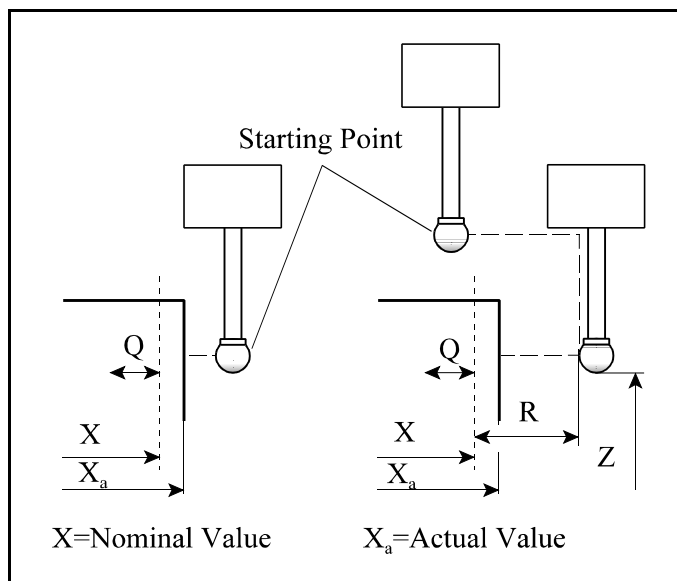 Starting Point
Q
X
Xa
Q
R
X
Xa
Z
X=Nominal Value
Xa=Actual Value